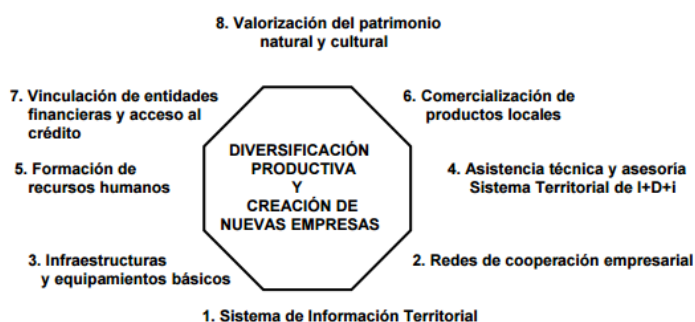 8. Valorización del patrimonio
natural y cultural
7. Vinculación de entidades
financieras y acceso al
crédito
6. Comercialización de
productos locales
DIVERSIFICACIÓN
PRODUCTIVA
Y
CREACIÓN DE
NUEVAS EMPRESAS
5. Formación de
recursos humanos
4. Asistencia técnica y asesoría
Sistema Territorial de I+D+i
3. Infraestructuras
y equipamientos básicos
2. Redes de cooperación empresarial
1. Sistema de Información Territorial